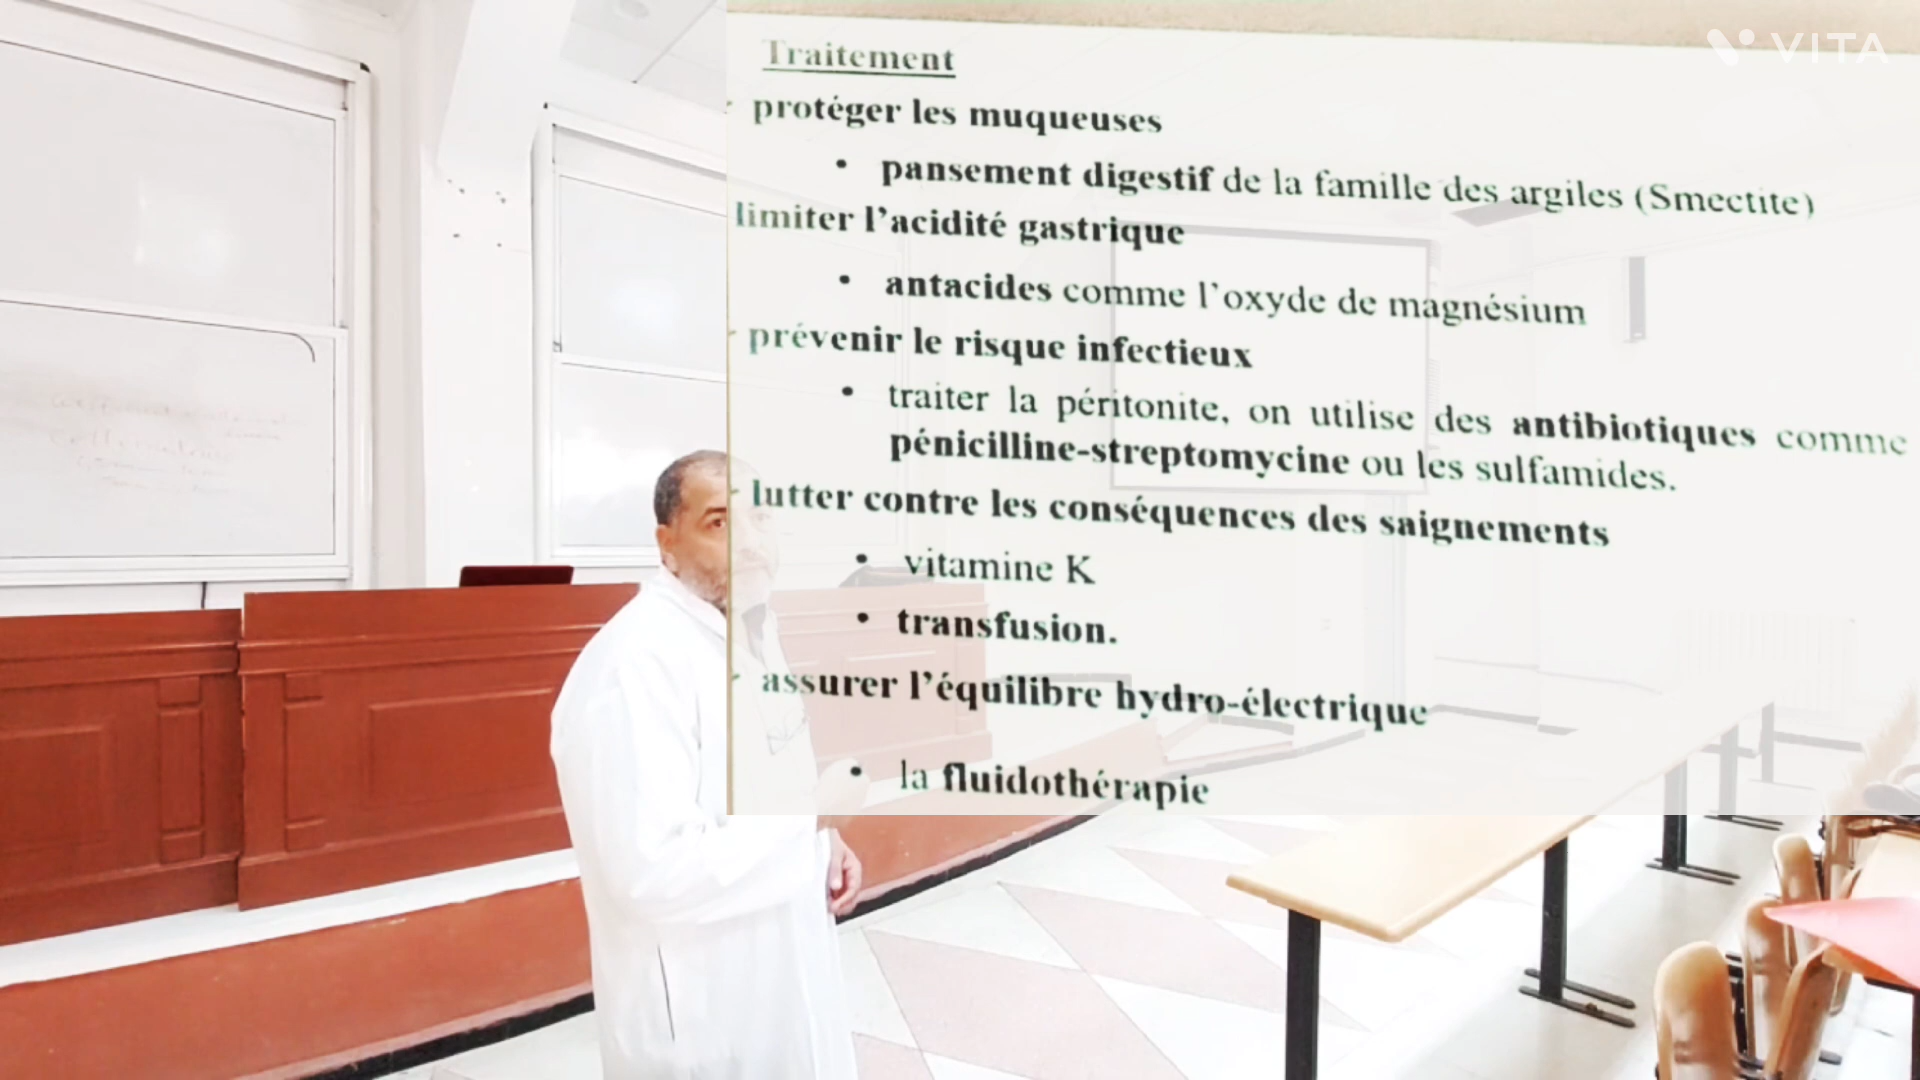 VITA
Traitement
protéger les muqueuses
• pansement digestif de la famille des argiles (Smectite)
limiter l'acidité gastrique
• antacides comme l'oxyde de magnésium
prévenir le risque infectieux
• traiter la péritonite, on utilise des antibiotiques comme
pénicilline-streptomycine ou les sulfamides.
lutter contre les conséquences des saignements
• vitamine K
• transfusion.
assurer l'équilibre hydro-électrique
• la fluidothérapie